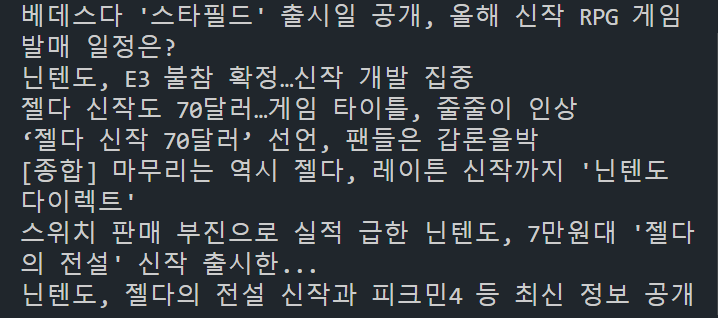 베데스다 '스타필드' 출시일 공개, 올해 신작 RPG 게임
발매 일정은?
닌텐도, E3 불참 확정…신작 개발 집중
젤다 신작도 70달러…게임 타이틀, 줄줄이 인상
‘젤다 신작 70달러’ 선언, 팬들은 갑론을박
[종합] 마무리는 역시 젤다, 레이튼 신작까지 '닌텐도
다이렉트'
스위치 판매 부진으로 실적 급한 닌텐도, 7만원대 '젤다
의 전설' 신작 출시한...
닌텐도, 젤다의 전설 신작과 피크민4 등 최신 정보 공개